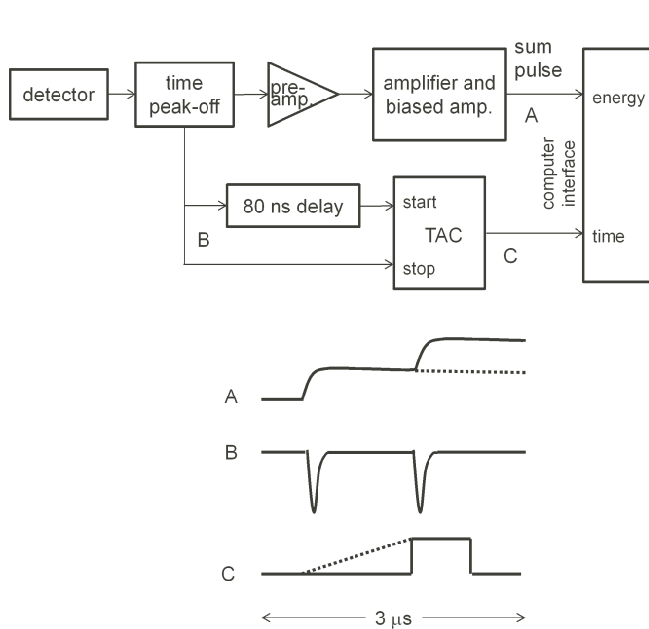 sum
pulse
detector
time
peak-off
pre-
amp.
amplifier and
biased amp.
A
energy
computer
interface
80 ns delay
start
B
TAC
C
time
stop
A
B
C
3 μs